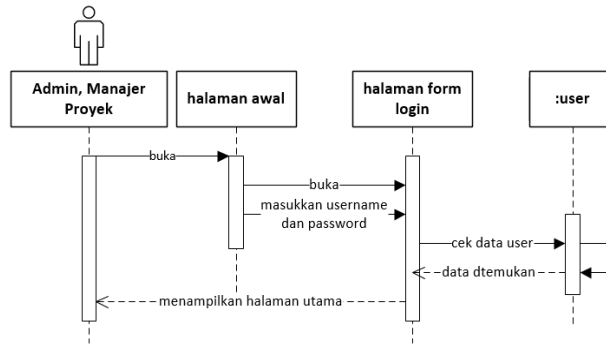 Admin, Manajer
Proyek
halaman awal
halaman form
login
:user
buka
buka
masukkan username
dan password
cek data user
data dtemukan
menampilkan halaman utama